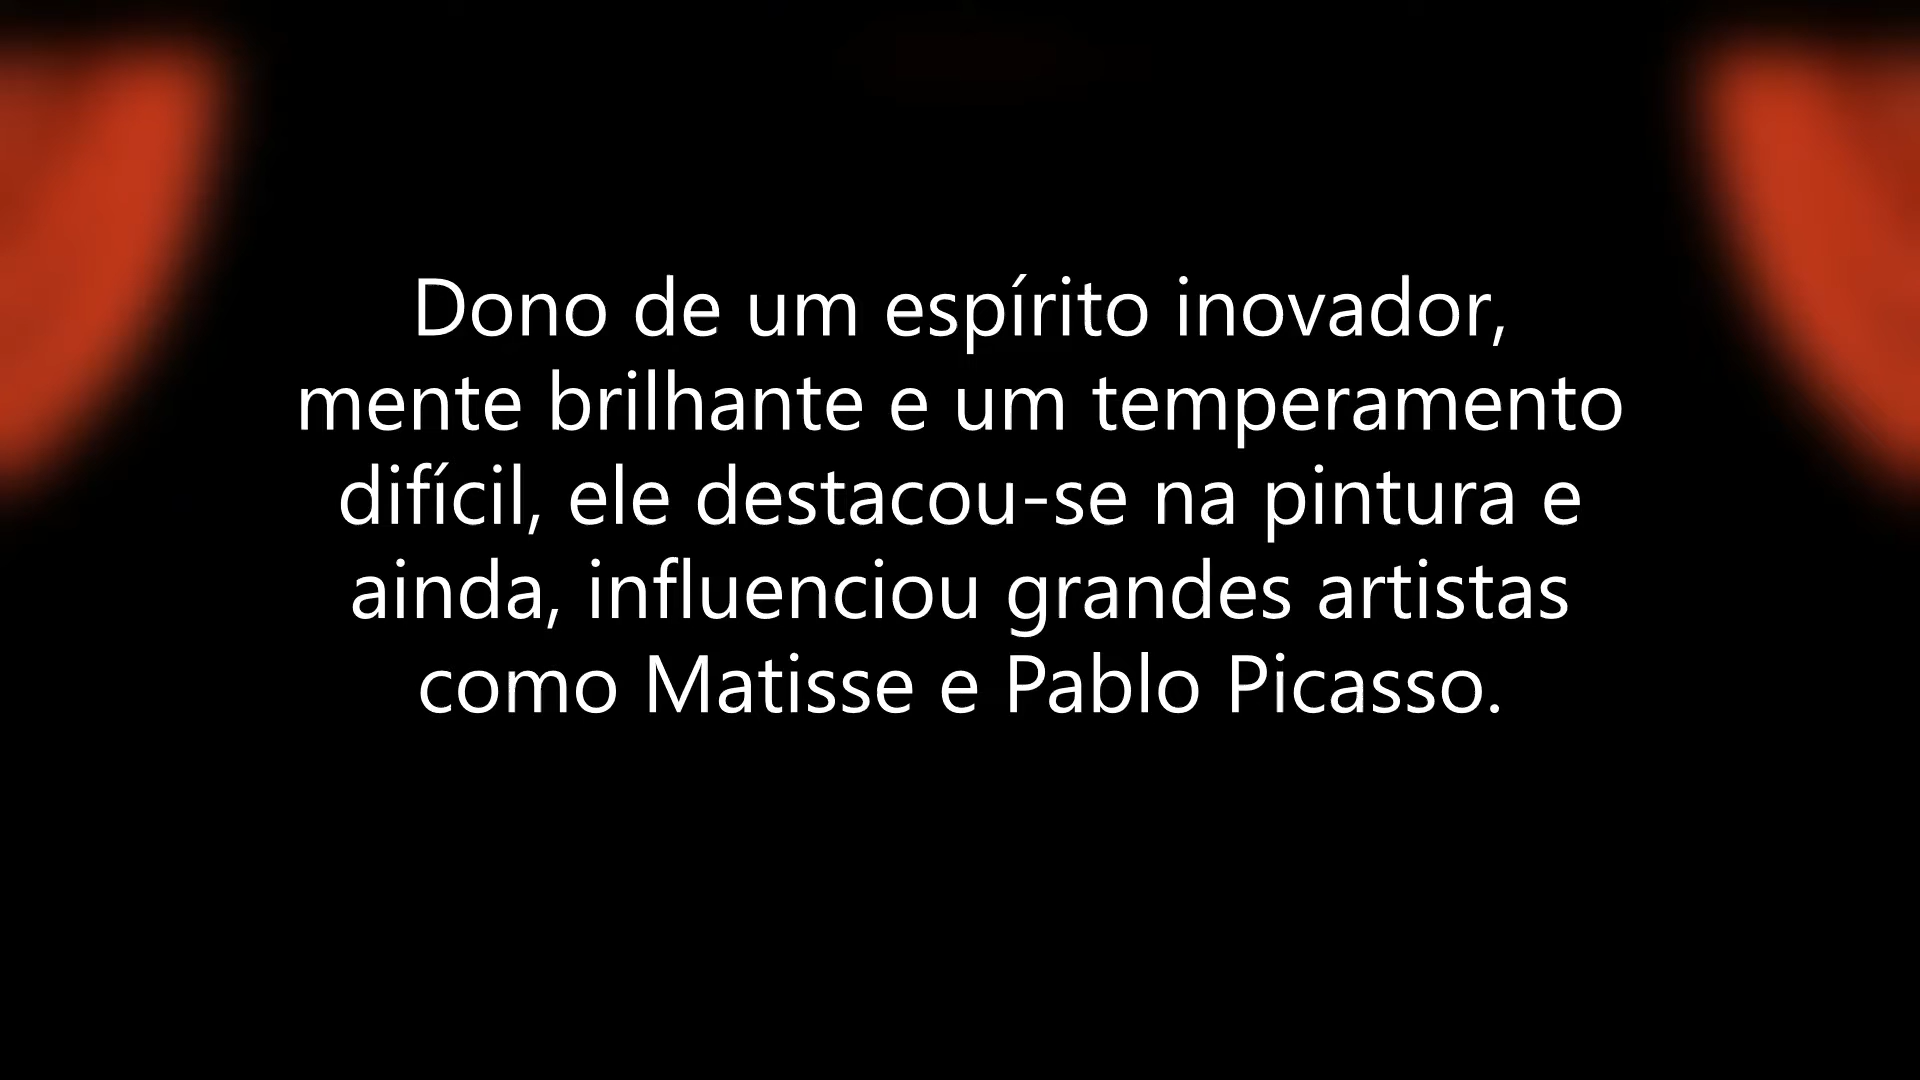 Dono de um espírito inovador,
mente brilhante e um temperamento
difícil, ele destacou-se na pintura e
ainda, influenciou grandes artistas
como Matisse e Pablo Picasso.